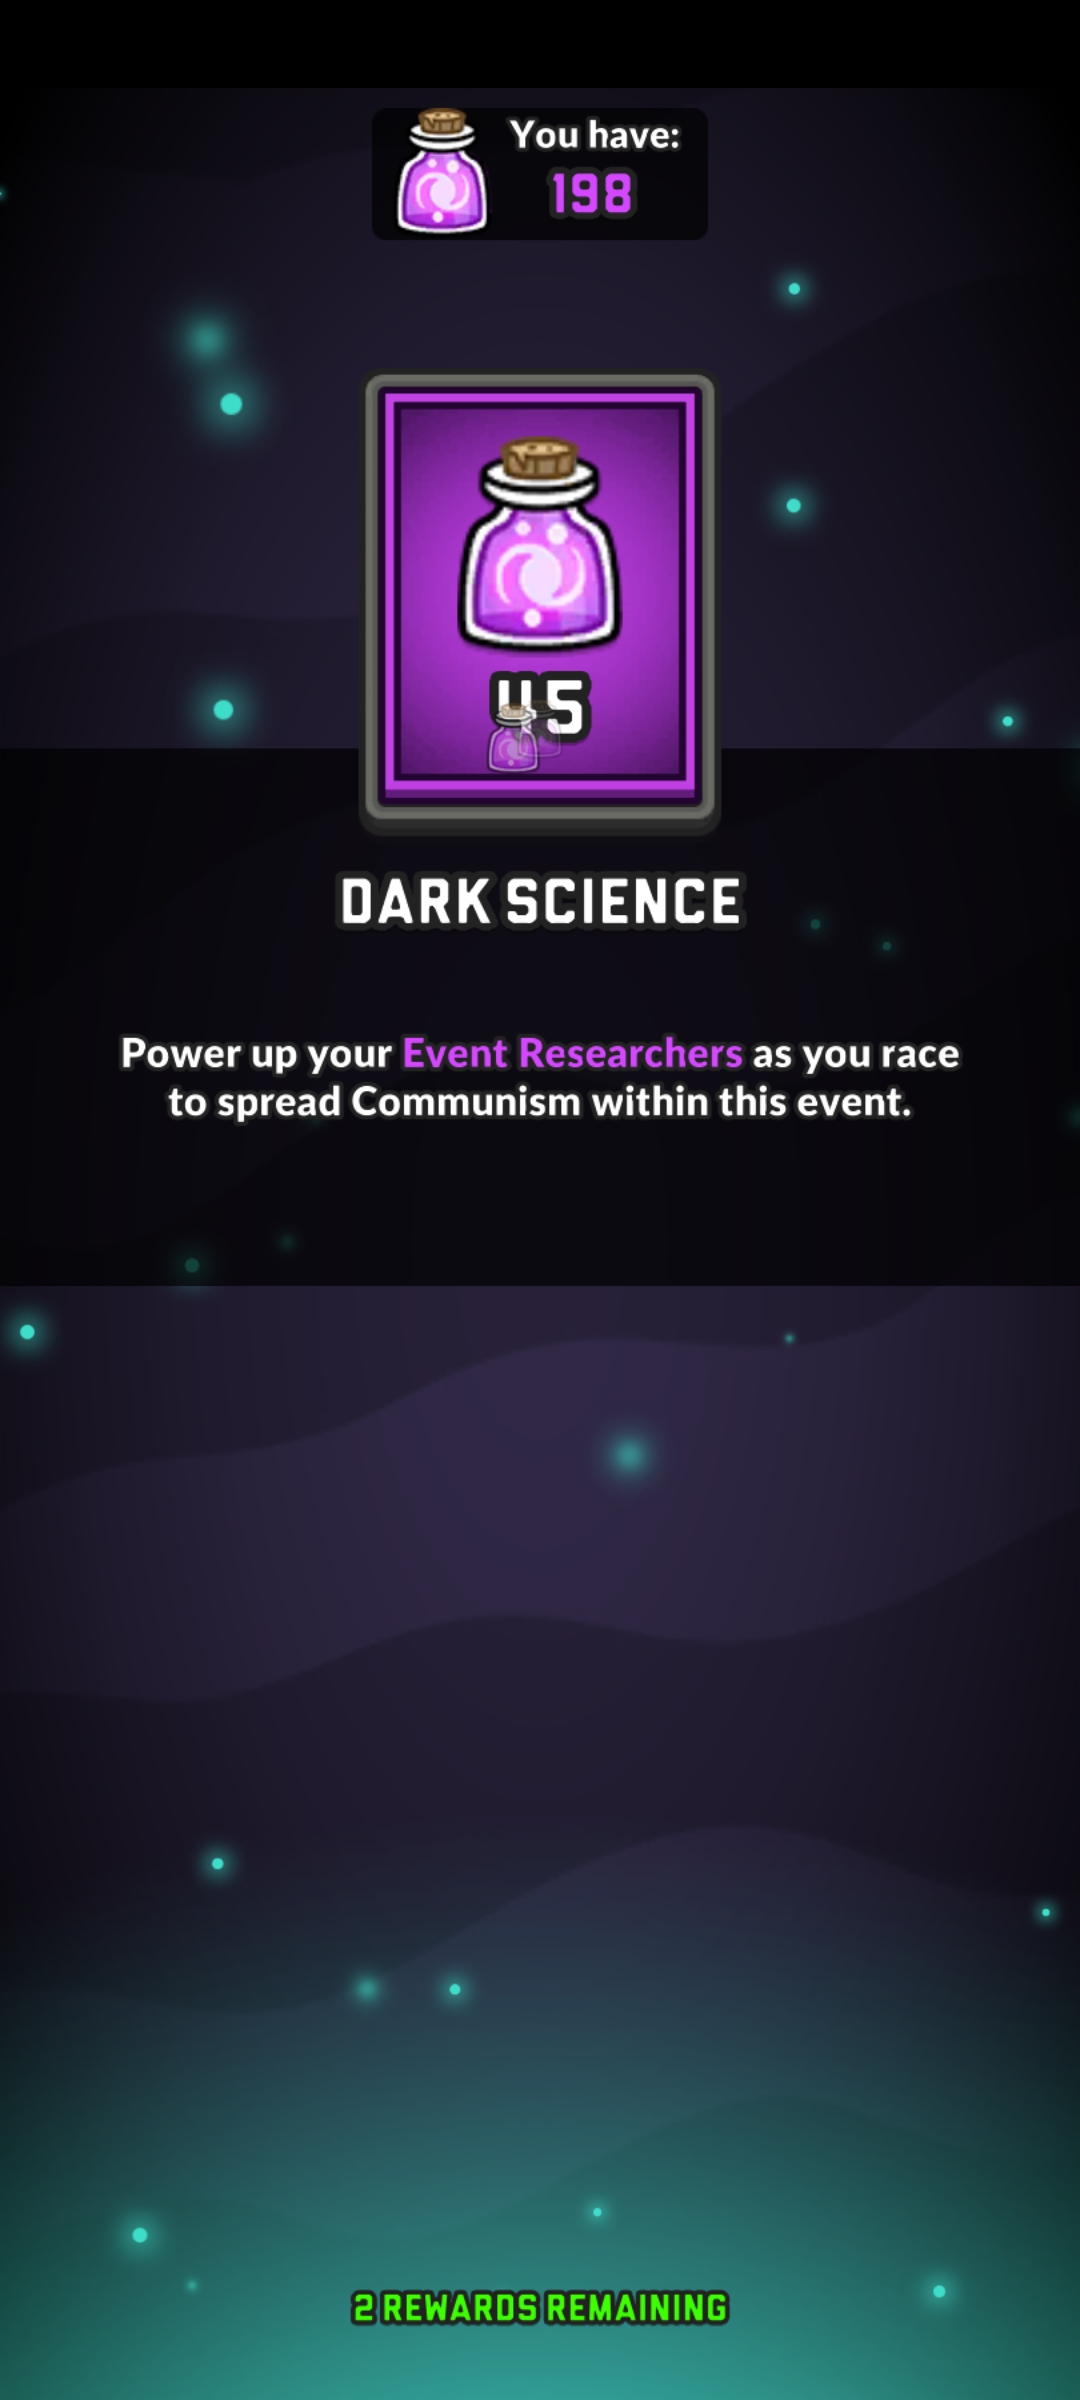 You have:
198
45
DARK SCIENCE
Power up your Event Researchers as you race
to spread Communism within this event.
2 REWARDS REMAINING